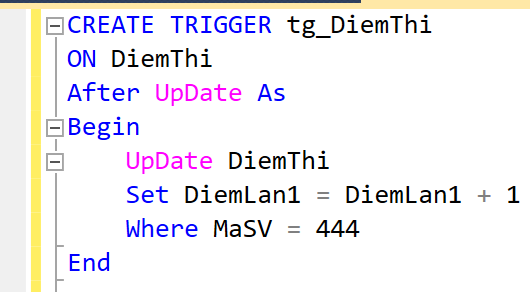 CREATE TRIGGER tg_DiemThi
ON DiemThi
After UpDate As
Begin
UpDate DiemThi
Set DiemLan1 = DiemLan1 + 1
Where MaSV = 444
End